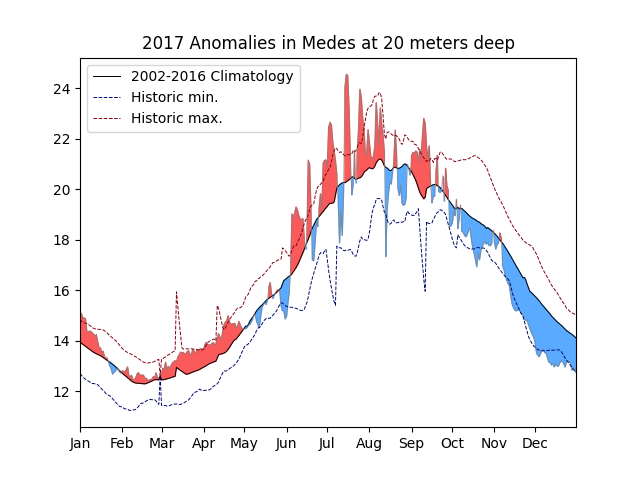 2017 Anomalies in Medes at 20 meters deep
2002-2016 Climatology
Historic min.
Historic max.
24
22
20
18
16
14
12
Jan Feb Mar Apr May Jun Jul Aug Sep Oct Nov Dec